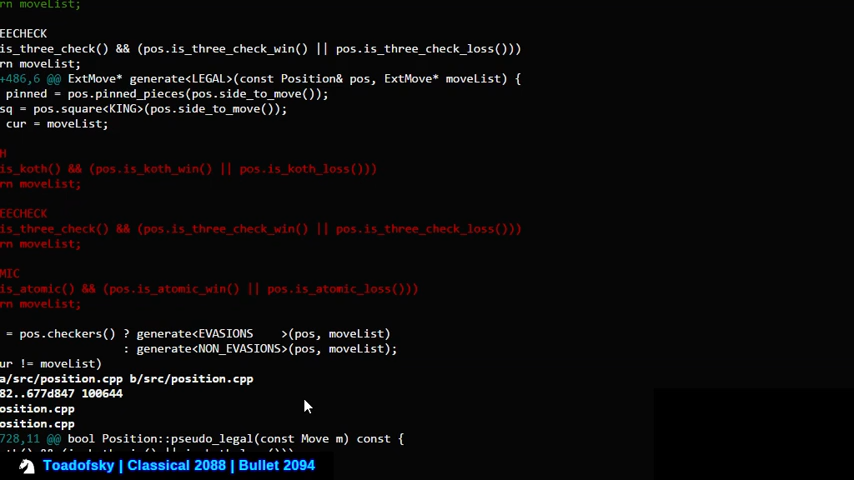 rn moveList;
EECHECK
is_three_check() && (pos.is_three_check_win() || pos.is_three_check_loss()))
rn moveList;
+486,6 @@ ExtMove* generate<LEGAL>(const Position& pos, ExtMove* moveList) {
pinned = pos.pinned_pieces(pos.side_to_move());
sq = pos.square<KING>(pos.side_to_move());
cur = moveList;
H
is_koth() && (pos.is_koth_win() || pos.is_koth_loss()))
rn moveList;
EECHECK
is_three_check() && (pos.is_three_check_win() || pos.is_three_check_loss()))
rn moveList;
MIC
is_atomic() && (pos.is_atomic_win() || pos.is_atomic_loss()))
rn moveList;
= pos.checkers() ? generate<EVASIONS    >(pos, moveList)
: generate<NON_EVASIONS>(pos, moveList);
ur != moveList)
a/src/position.cpp b/src/position.cpp
82..677d847 100644
osition.cpp
osition.cpp
728,11 @@ bool Position::pseudo_legal(const Move m) const {
Toadofsky | Classical 2088 | Bullet 2094